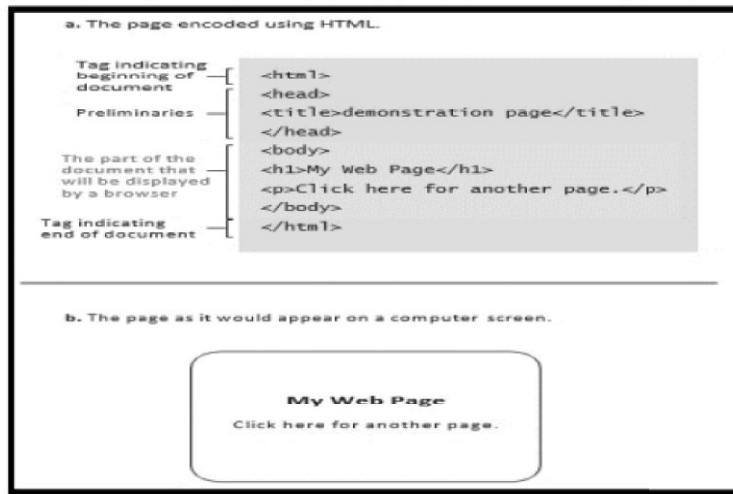 a. The page encoded using HTML.
Tag indicating
beginning of
document
<html>
<head>
Preliminaries
<title>demonstration page</title>
</head>
<body>
The part of the
document that
will be displayed
by a browser
<h1>My Web Page</h1>
<p>Click here for another page.</p>
</body>
Tag indicating
end of document
</html>
b. The page as it would appear on a computer screen.
My Web Page
Click here for another page.